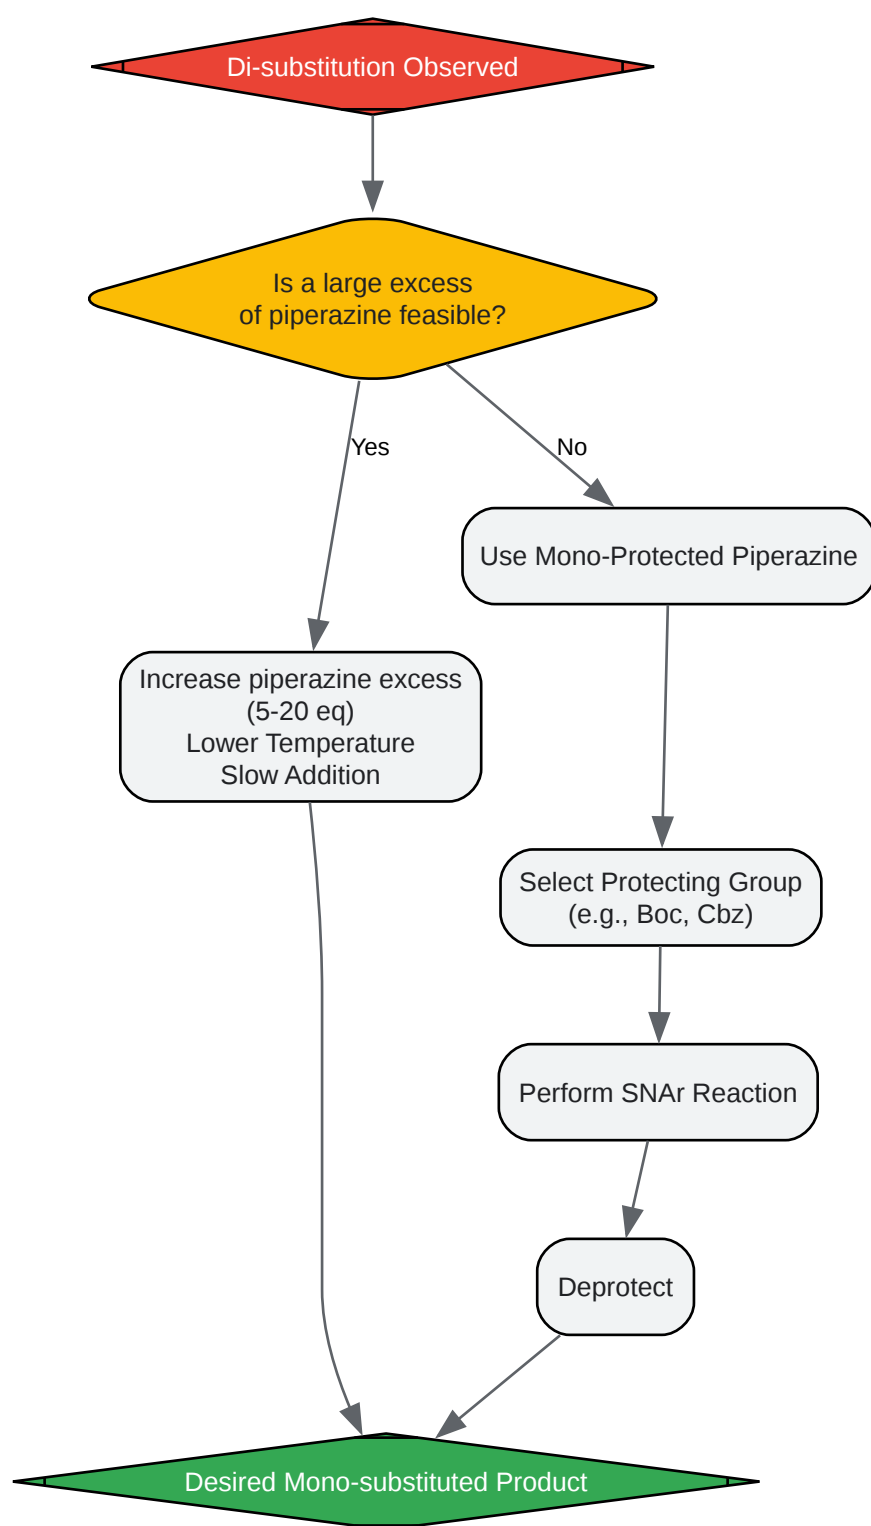 Di-substitution Observed
Is a large excess
of piperazine feasible?
Yes
No
Use Mono-Protected Piperazine
Increase piperazine excess
(5-20 eq)
Lower Temperature
Slow Addition
Select Protecting Group
(e.g., Boc, Cbz)
Perform SNAr Reaction
Deprotect
Desired Mono-substituted Product